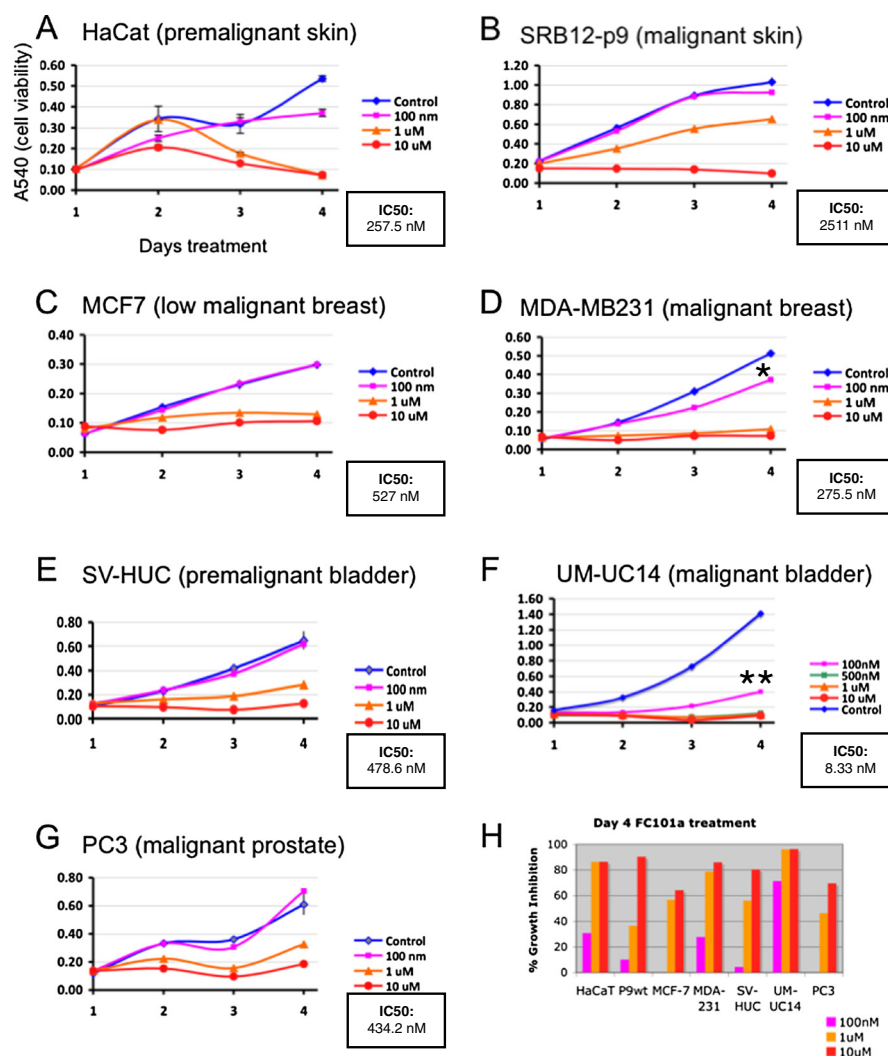 A HaCat (premalignant skin)
A540 (cell viability)
0.60
0.50
0.40
0.30
0.20
0.10
0.00
1 2 3 4
Days treatment
Control
100 nm
1 uM
10 uM
IC50:
257.5 nM
B SRB12-p9 (malignant skin)
1.20
1.00
0.80
0.60
0.40
0.20
0.00
1 2 3 4
Control
100 nm
1 uM
10 uM
IC50:
2511 nM
C MCF7 (low malignant breast)
0.40
0.30
0.20
0.10
0.00
1 2 3 4
Control
100 nm
1 uM
10 uM
IC50:
527 nM
D MDA-MB231 (malignant breast)
0.60
0.50
0.40
0.30
0.20
0.10
0.00
*
1 2 3 4
Control
100 nm
1 uM
10 uM
IC50:
275.5 nM
E SV-HUC (premalignant bladder)
0.80
0.60
0.40
0.20
0.00
1 2 3 4
Control
100 nm
1 uM
10 uM
IC50:
478.6 nM
F UM-UC14 (malignant bladder)
1.60
1.40
1.20
1.00
0.80
0.60
0.40
0.20
0.00
**
1 2 3 4
100nM
500nM
1 uM
10 uM
Control
IC50:
8.33 nM
G PC3 (malignant prostate)
0.80
0.60
0.40
0.20
0.00
1 2 3 4
Control
100 nm
1 uM
10 uM
IC50:
434.2 nM
H
Day 4 FC101a treatment
% Growth Inhibition
100
80
60
40
20
0
HaCaT P9wt MCF-7 MDA-231 SV-HUC UM-UC14 PC3
100nM
1uM
10uM